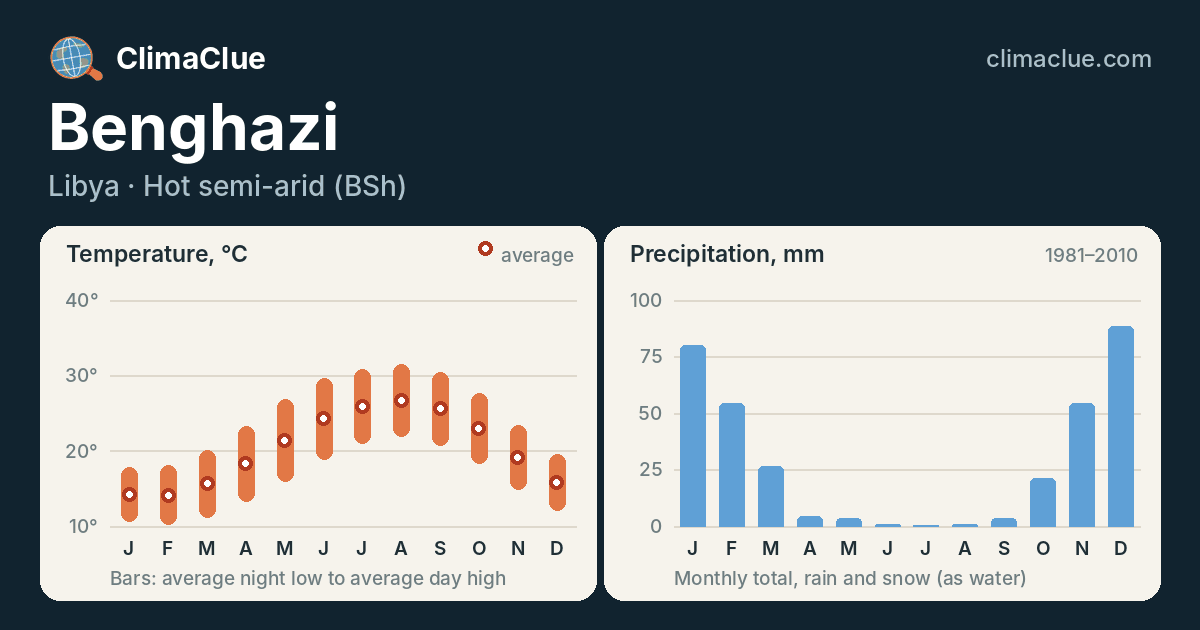 ClimaClue
climaclue.com
Benghazi
Libya · Hot semi-arid (BSh)
Temperature, °C
average
40°
30°
20°
10°
J F M A M J J A S O N D
Bars: average night low to average day high
Precipitation, mm
1981–2010
100
75
50
25
0
J F M A M J J A S O N D
Monthly total, rain and snow (as water)